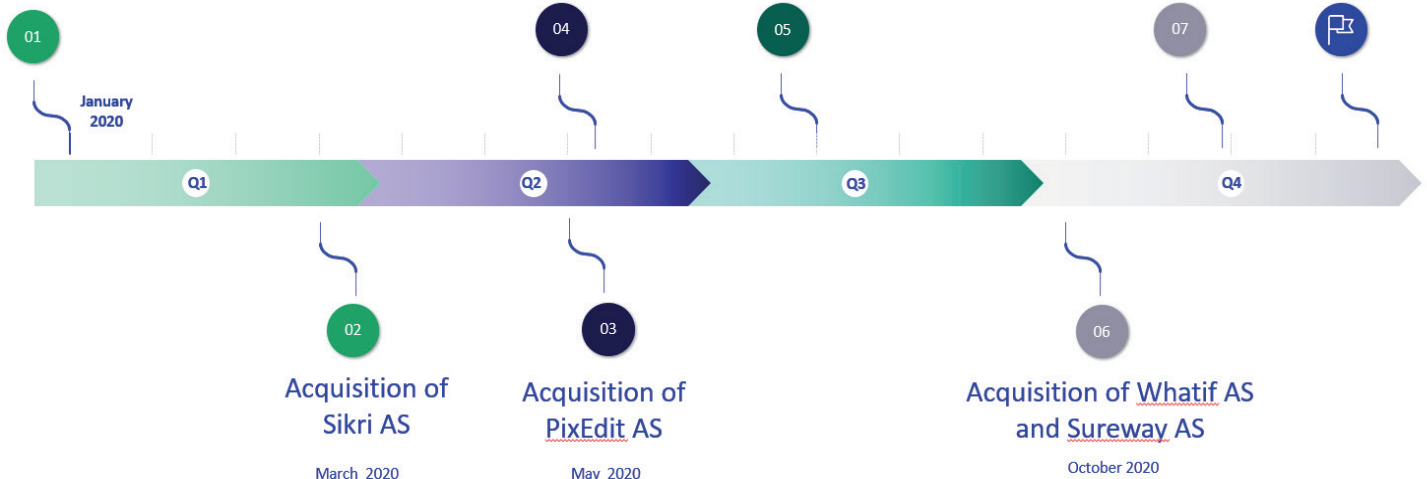 01
04
05
07
January
2020
Q1
Q2
Q3
Q4
02
03
06
Acquisition of
Sikri AS
March 2020
Acquisition of
PixEdit AS
May 2020
Acquisition of Whatif AS
and Sureway AS
October 2020